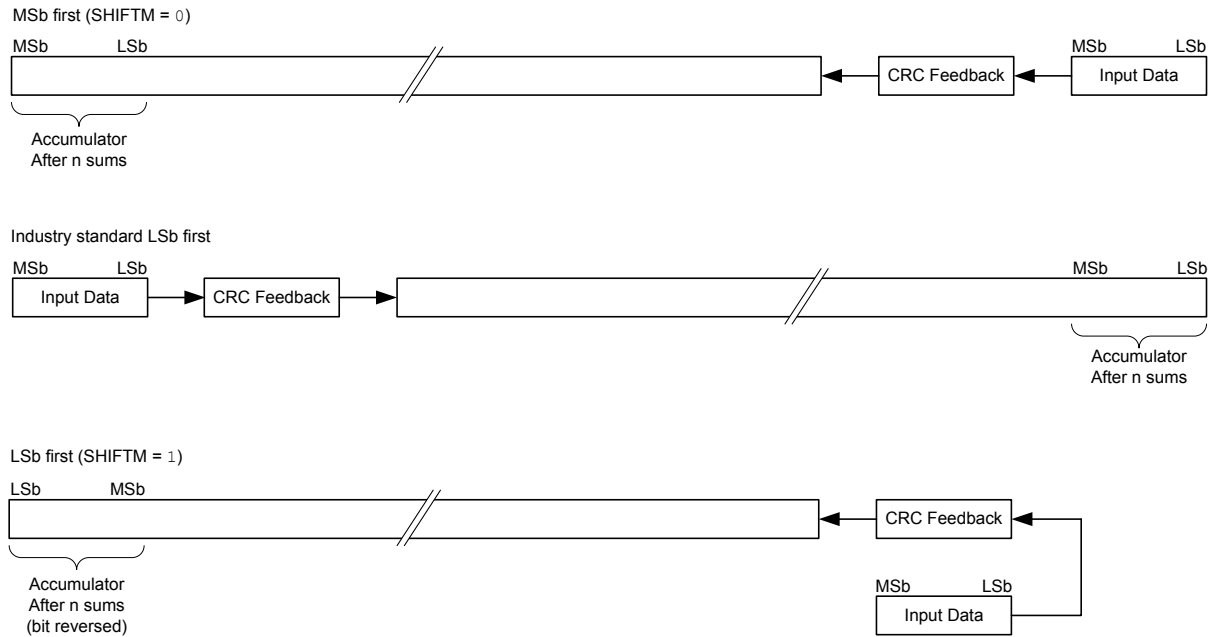 MSb first (SHIFTM = 0)
MSb LSb MSb LSb
CRC Feedback Input Data
Accumulator
After n sums
Industry standard LSb first
MSb LSb MSb LSb
Input Data CRC Feedback
Accumulator
After n sums
LSb first (SHIFTM = 1)
LSb MSb
CRC Feedback
Accumulator
After n sums
(bit reversed)
MSb LSb
Input Data